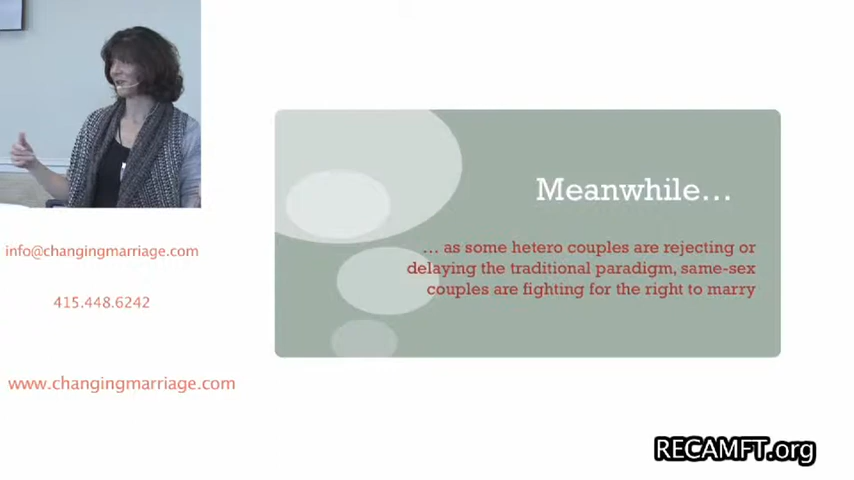 Meanwhile…
… as some hetero couples are rejecting or
delaying the traditional paradigm, same-sex
couples are fighting for the right to marry
info@changingmarriage.com
415.448.6242
www.changingmarriage.com
RECAMFT.org